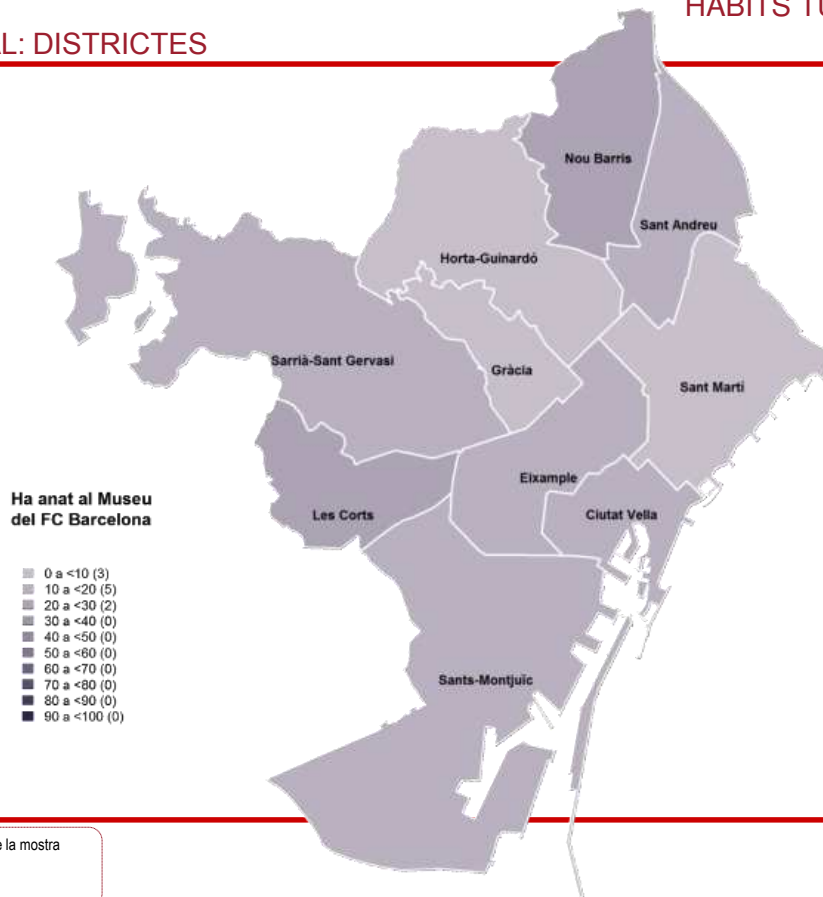 HÀBITS TU
L: DISTRICTES
Nou Barris
Sant Andreu
Horta-Guinardó
Sarrià-Sant Gervasi
Gràcia
Sant Martí
Eixample
Les Corts
Ciutat Vella
Sants-Montjuïc
Ha anat al Museu
del FC Barcelona
0 a <10 (3)
10 a <20 (5)
20 a <30 (2)
30 a <40 (0)
40 a <50 (0)
50 a <60 (0)
60 a <70 (0)
70 a <80 (0)
80 a <90 (0)
90 a <100 (0)
la mostra